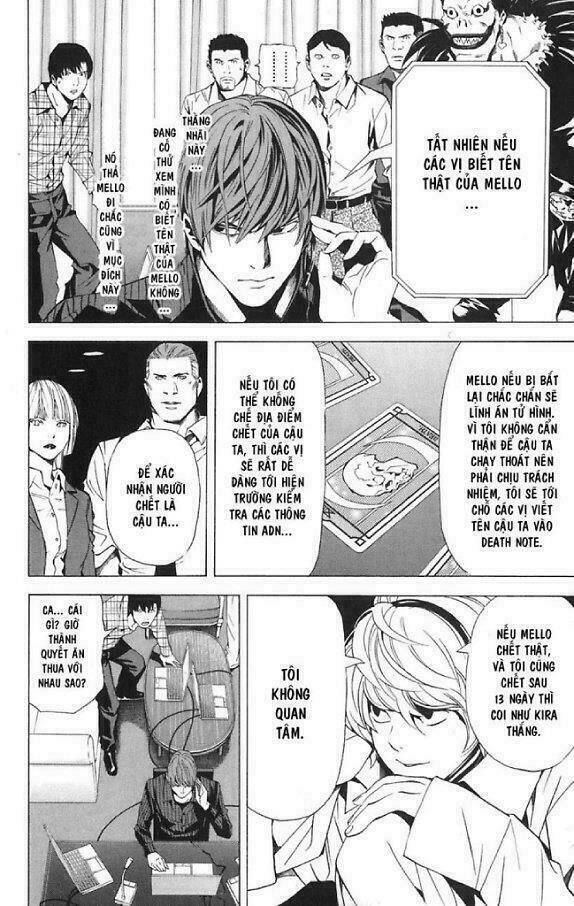 TẤT NHIÊN NẾU
CÁC VỊ BIẾT TÊN
THẬT CỦA MELLO
...
THẰNG
NHÃI
NÀY ...
ĐANG
CỐ
THỬ
XEM
MÌNH
CÓ
BIẾT
TÊN
THẬT
CỦA
MELLO
KHÔNG
...
NÓ
THẢ
MELLO
ĐI
CHẮC
CŨNG
VÌ
MỤC
ĐÍCH
NÀY
...
MELLO NẾU BỊ BẮT
LẠI CHẮC CHẮN SẼ
LĨNH ÁN TỬ HÌNH.
VÌ TÔI KHÔNG CẨN
THẬN ĐỂ CẬU TA
CHẠY THOÁT NÊN
PHẢI CHỊU TRÁCH
NHIỆM, TÔI SẼ TỚI
CHỖ CÁC VỊ VIẾT
TÊN CẬU TA VÀO
DEATH NOTE.
NẾU TÔI CÓ
THỂ KHỐNG
CHẾ ĐỊA ĐIỂM
CHẾT CỦA CẬU
TA, THÌ CÁC VỊ
SẼ RẤT DỄ
DÀNG TỚI HIỆN
TRƯỜNG KIỂM
TRA CÁC THÔNG
TIN ADN...
ĐỂ XÁC
NHẬN NGƯỜI
CHẾT LÀ
CẬU TA...
NẾU MELLO
CHẾT THẬT,
VÀ TÔI CŨNG
CHẾT SAU
13 NGÀY THÌ
COI NHƯ KIRA
THẮNG.
TÔI
KHÔNG
QUAN
TÂM.
CA... CÁI
GÌ? GIỜ
THÀNH
QUYẾT ĂN
THUA VỚI
NHAU SAO?